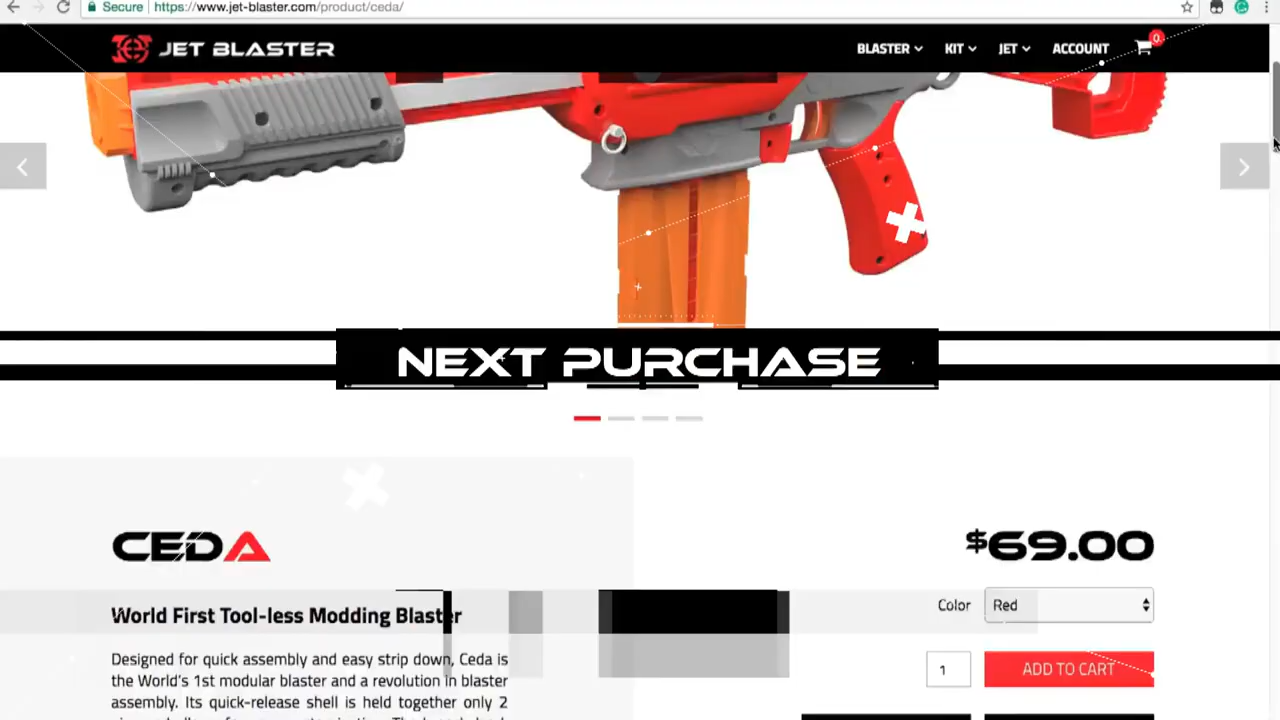 Secure https://www.jet-blaster.com/product/ceda/
JET BLASTER BLASTER KIT JET ACCOUNT 0
NEXT PURCHASE
CEDA
$69.00
World First Tool-less Modding Blaster
Color Red
Designed for quick assembly and easy strip down, Ceda is
the World's 1st modular blaster and a revolution in blaster
assembly. Its quick-release shell is held together only 2
1 ADD TO CART